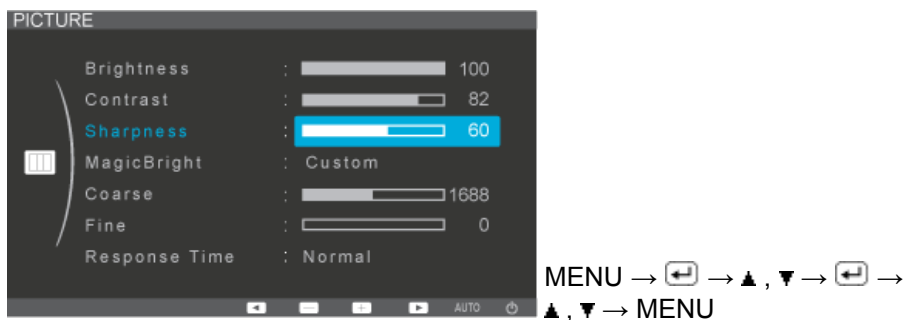 PICTURE
Brightness : 100
Contrast : 82
Sharpness : 60
MagicBright : Custom
Coarse : 1688
Fine : 0
Response Time : Normal
AUTO
MENU → ↵ → ▲ , ▼ → ↵ →
▲ , ▼ → MENU